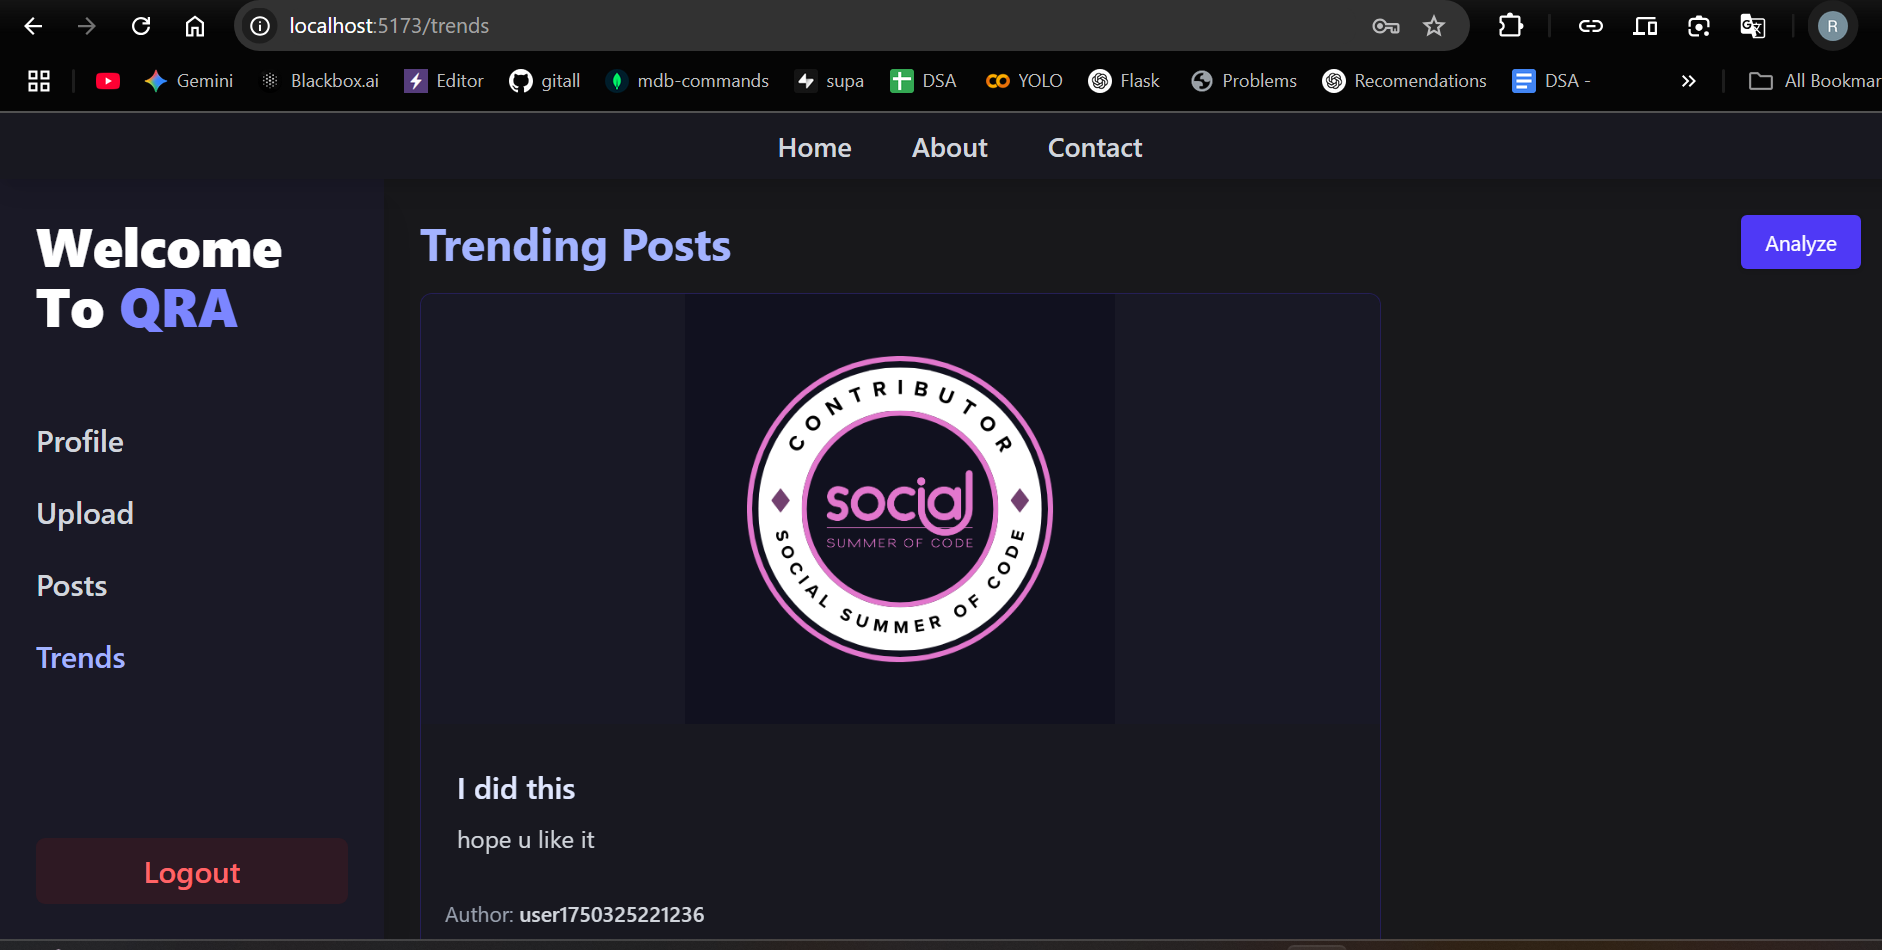 localhost:5173/trends
R
Gemini
Blackbox.ai
Editor
gitall
mdb-commands
supa
DSA
YOLO
Flask
Problems
Recomendations
DSA -
All Bookmar
Home
About
Contact
Welcome
To QRA
Profile
Upload
Posts
Trends
Logout
Trending Posts
Analyze
CONTRIBUTOR
social
SUMMER OF CODE
SOCIAL SUMMER OF CODE
I did this
hope u like it
Author: user1750325221236